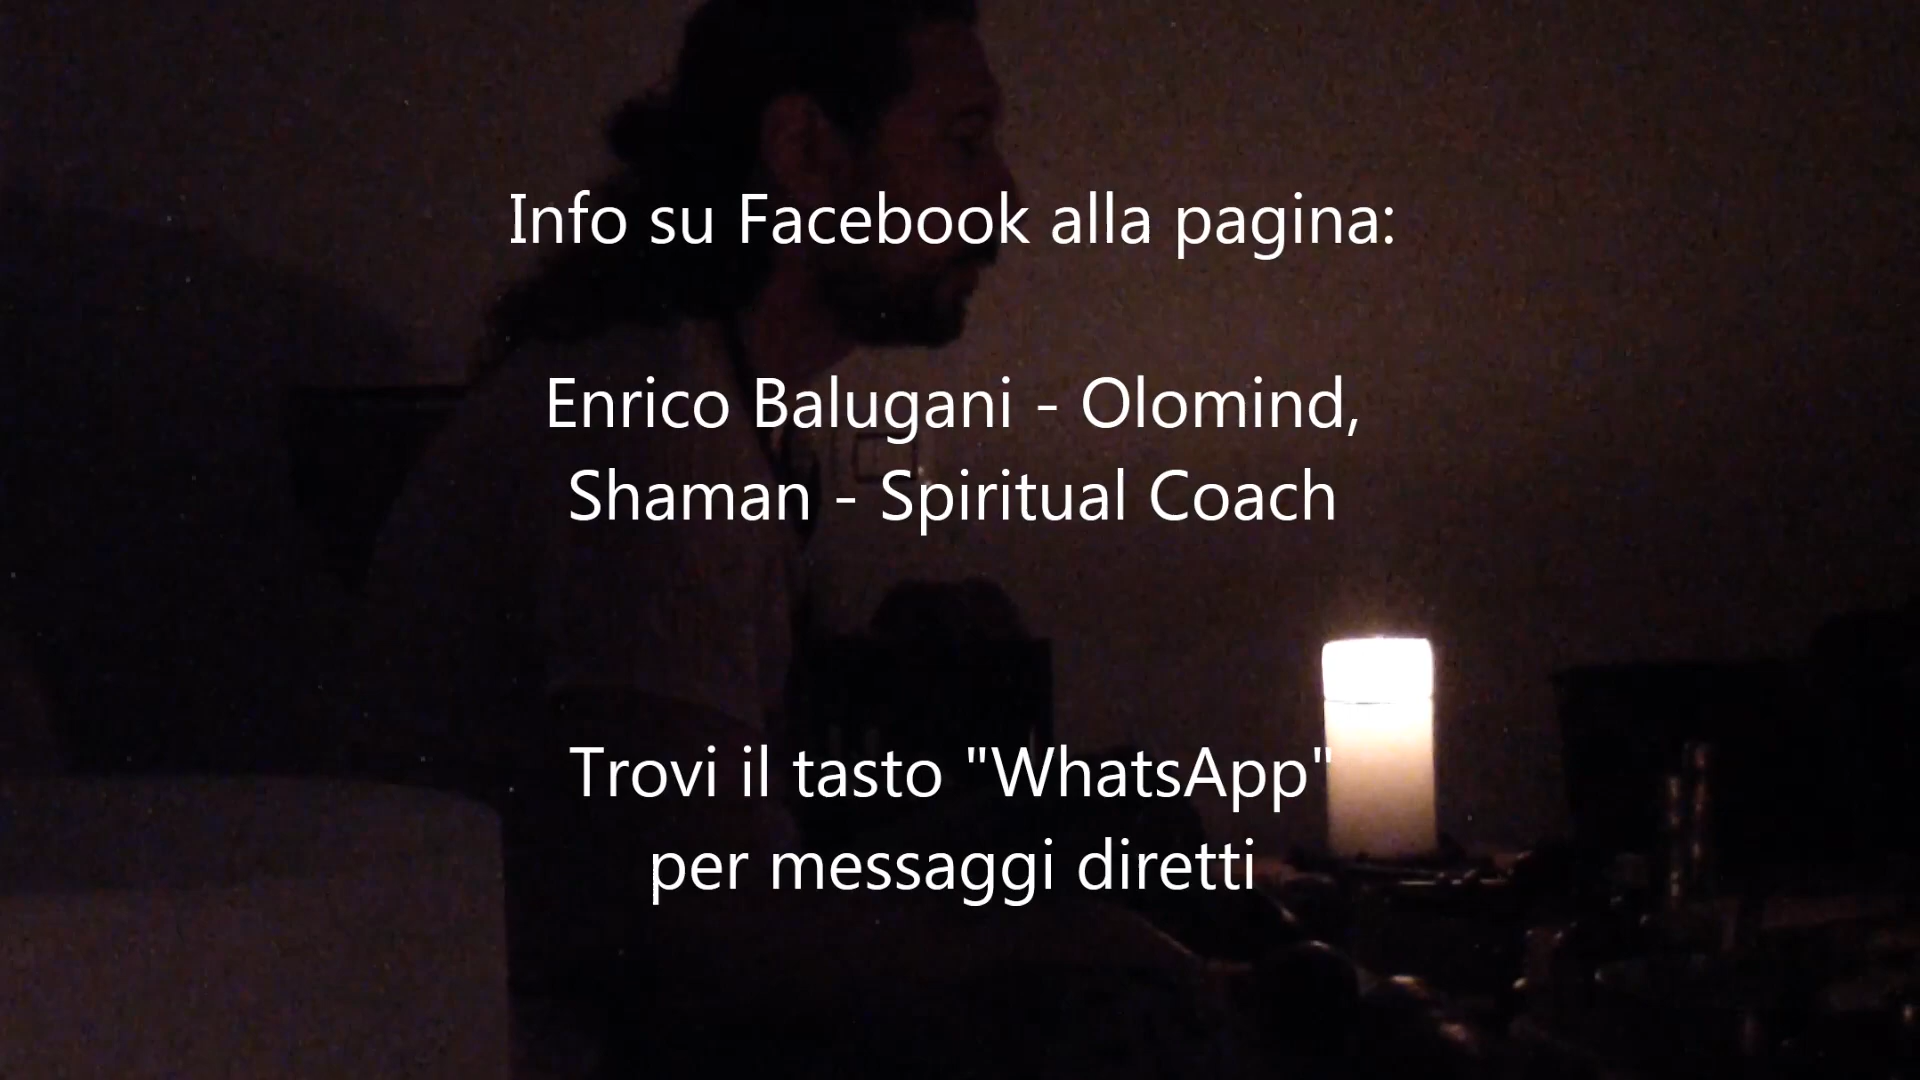 Info su Facebook alla pagina:
Enrico Balugani - Olomind,
Shaman - Spiritual Coach
Trovi il tasto "WhatsApp"
per messaggi diretti